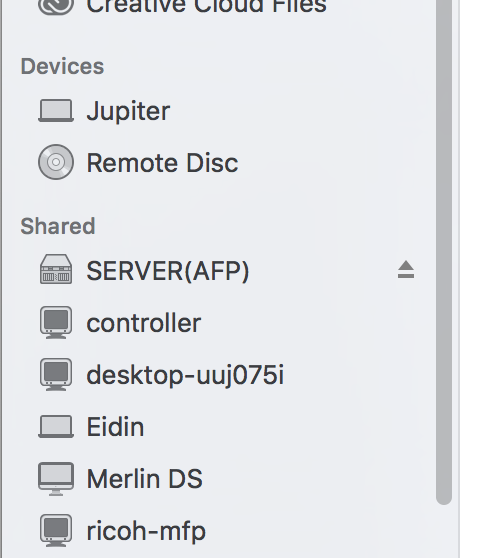 Creative Cloud Files
Devices
Jupiter
Remote Disc
Shared
SERVER(AFP)
controller
desktop-uuj075i
Eidin
Merlin DS
ricoh-mfp